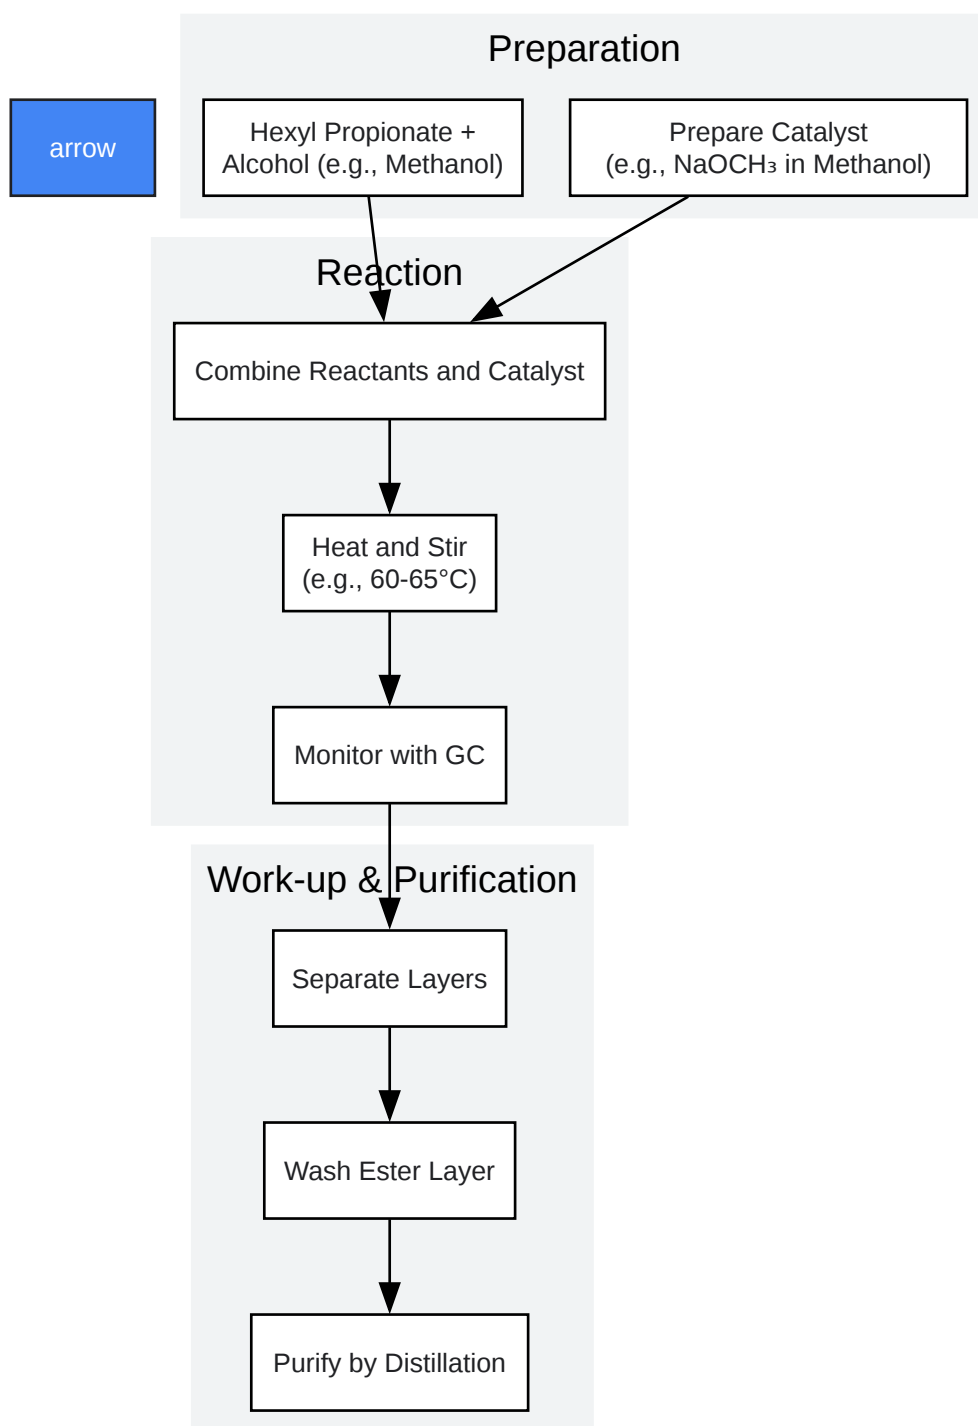 Preparation
arrow
Hexyl Propionate +
Alcohol (e.g., Methanol)
Prepare Catalyst
(e.g., NaOCH₃ in Methanol)
Reaction
Combine Reactants and Catalyst
Heat and Stir
(e.g., 60-65°C)
Monitor with GC
Work-up & Purification
Separate Layers
Wash Ester Layer
Purify by Distillation